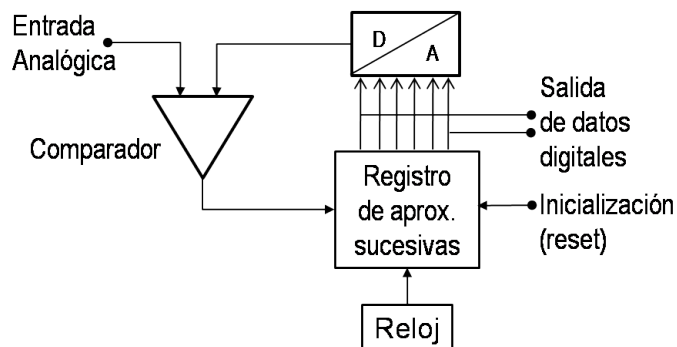 Entrada
Analógica
D
A
Salida
de datos
digitales
Comparador
Registro
de aprox.
sucesivas
Inicialización
(reset)
Reloj